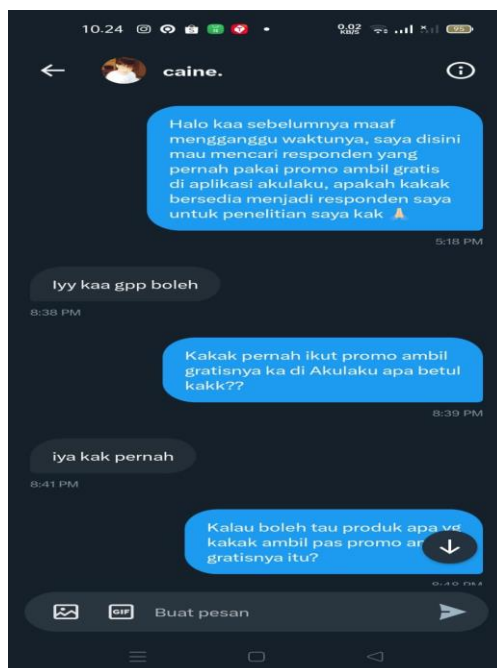 10.24
0.02
KB/S
95
caine.
Halo kaa sebelumnya maaf
mengganggu waktunya, saya disini
mau mencari responden yang
pernah pakai promo ambil gratis
di aplikasi akulaku, apakah kakak
bersedia menjadi responden saya
untuk penelitian saya kak 🙏🏻
5:18 PM
Iyy kaa gpp boleh
8:38 PM
Kakak pernah ikut promo ambil
gratisnya ka di Akulaku apa betul
kakk??
8:39 PM
iya kak pernah
8:41 PM
Kalau boleh tau produk apa yg
kakak ambil pas promo
gratisnya itu?
GIF
Buat pesan